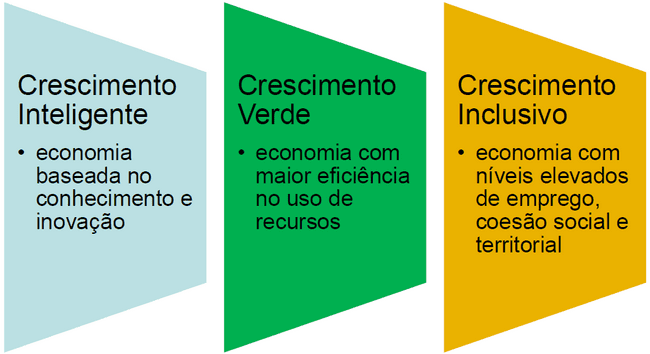 Crescimento
Inteligente
• economia
baseada no
conhecimento e
inovação
Crescimento
Verde
• economia com
maior eficiência
no uso de
recursos
Crescimento
Inclusivo
• economia com
níveis elevados
de emprego,
coesão social e
territorial